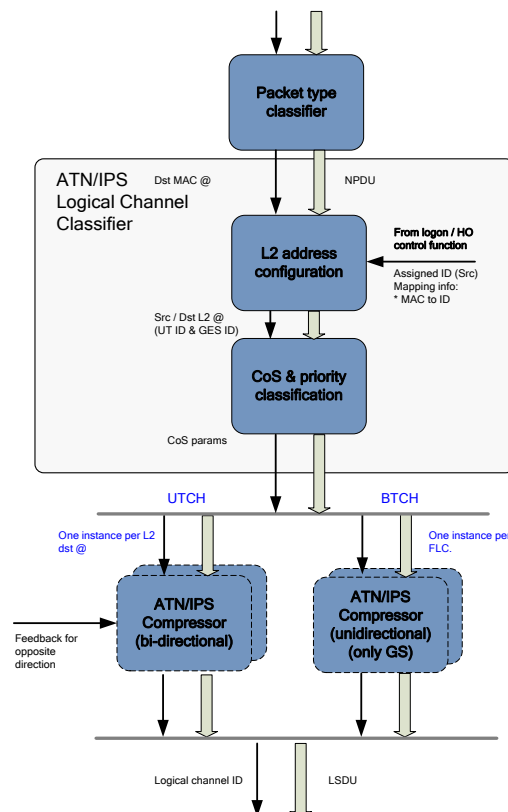 Packet type
classifier
ATN/IPS
Logical Channel
Classifier
Dst MAC @
NPDU
L2 address
configuration
From logon / HO
control function
Assigned ID (Src)
Mapping info:
* MAC to ID
Src / Dst L2 @
(UT ID & GES ID)
CoS & priority
classification
CoS params
UTCH
BTCH
One instance per L2
dst @
One instance per
FLC.
ATN/IPS
Compressor
(bi-directional)
ATN/IPS
Compressor
(unidirectional)
(only GS)
Feedback for
opposite
direction
Logical channel ID
LSDU